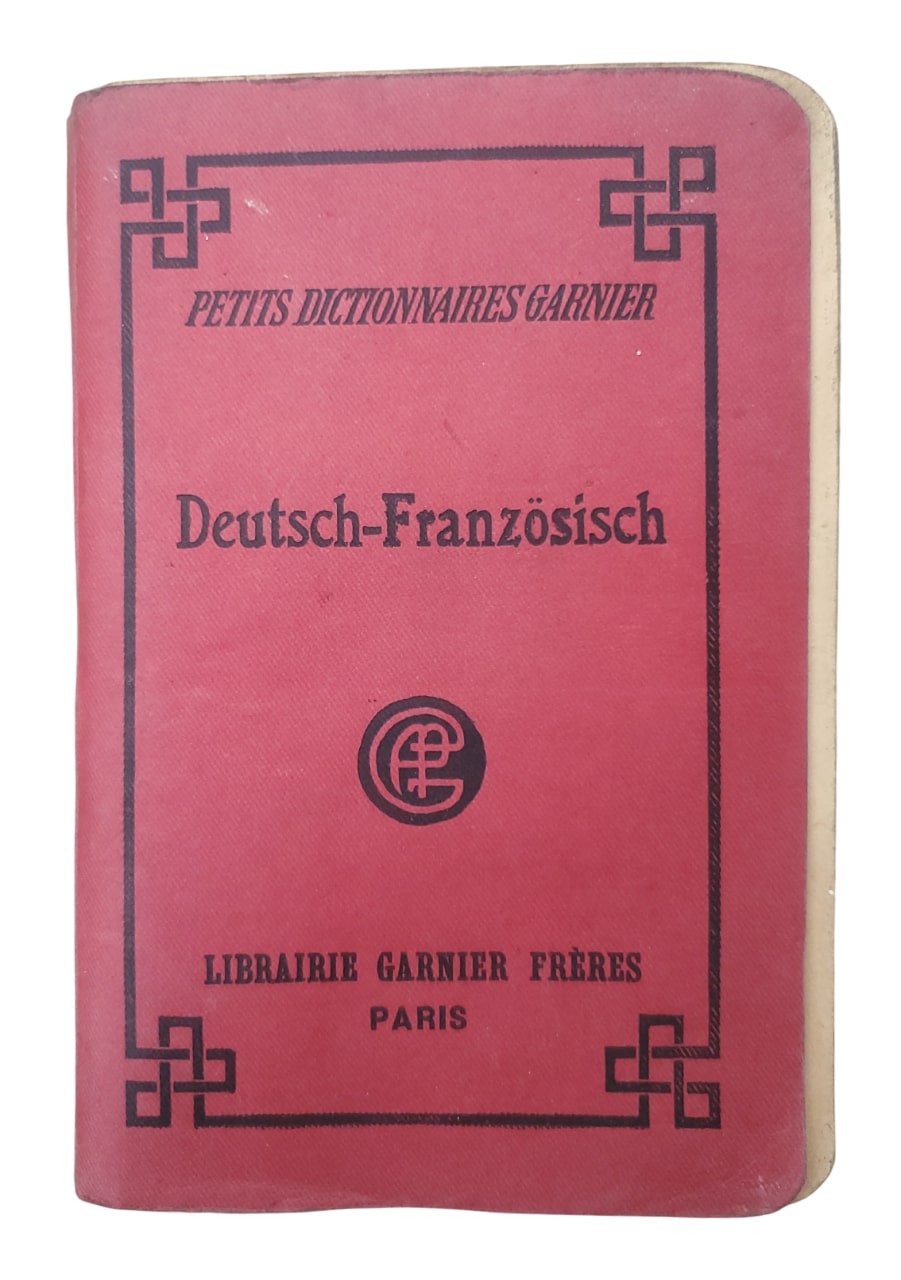 PETITS DICTIONNAIRES GARNIER
Deutsch-Französisch
LIBRAIRIE GARNIER FRÈRES
PARIS